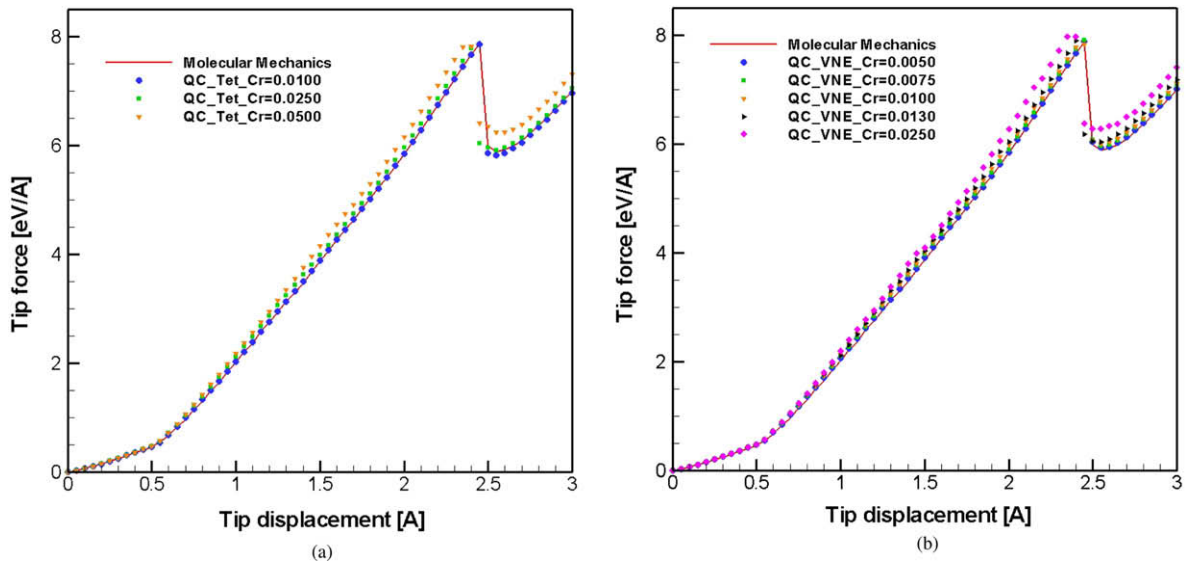 8
6
4
2
0
Tip force [eV/A]
Molecular Mechanics
QC_Tet_Cr=0.0100
QC_Tet_Cr=0.0250
QC_Tet_Cr=0.0500
0
0.5
1
1.5
2
2.5
3
Tip displacement [A]
(a)
8
6
4
2
0
Tip force [eV/A]
Molecular Mechanics
QC_VNE_Cr=0.0050
QC_VNE_Cr=0.0075
QC_VNE_Cr=0.0100
QC_VNE_Cr=0.0130
QC_VNE_Cr=0.0250
0
0.5
1
1.5
2
2.5
3
Tip displacement [A]
(b)